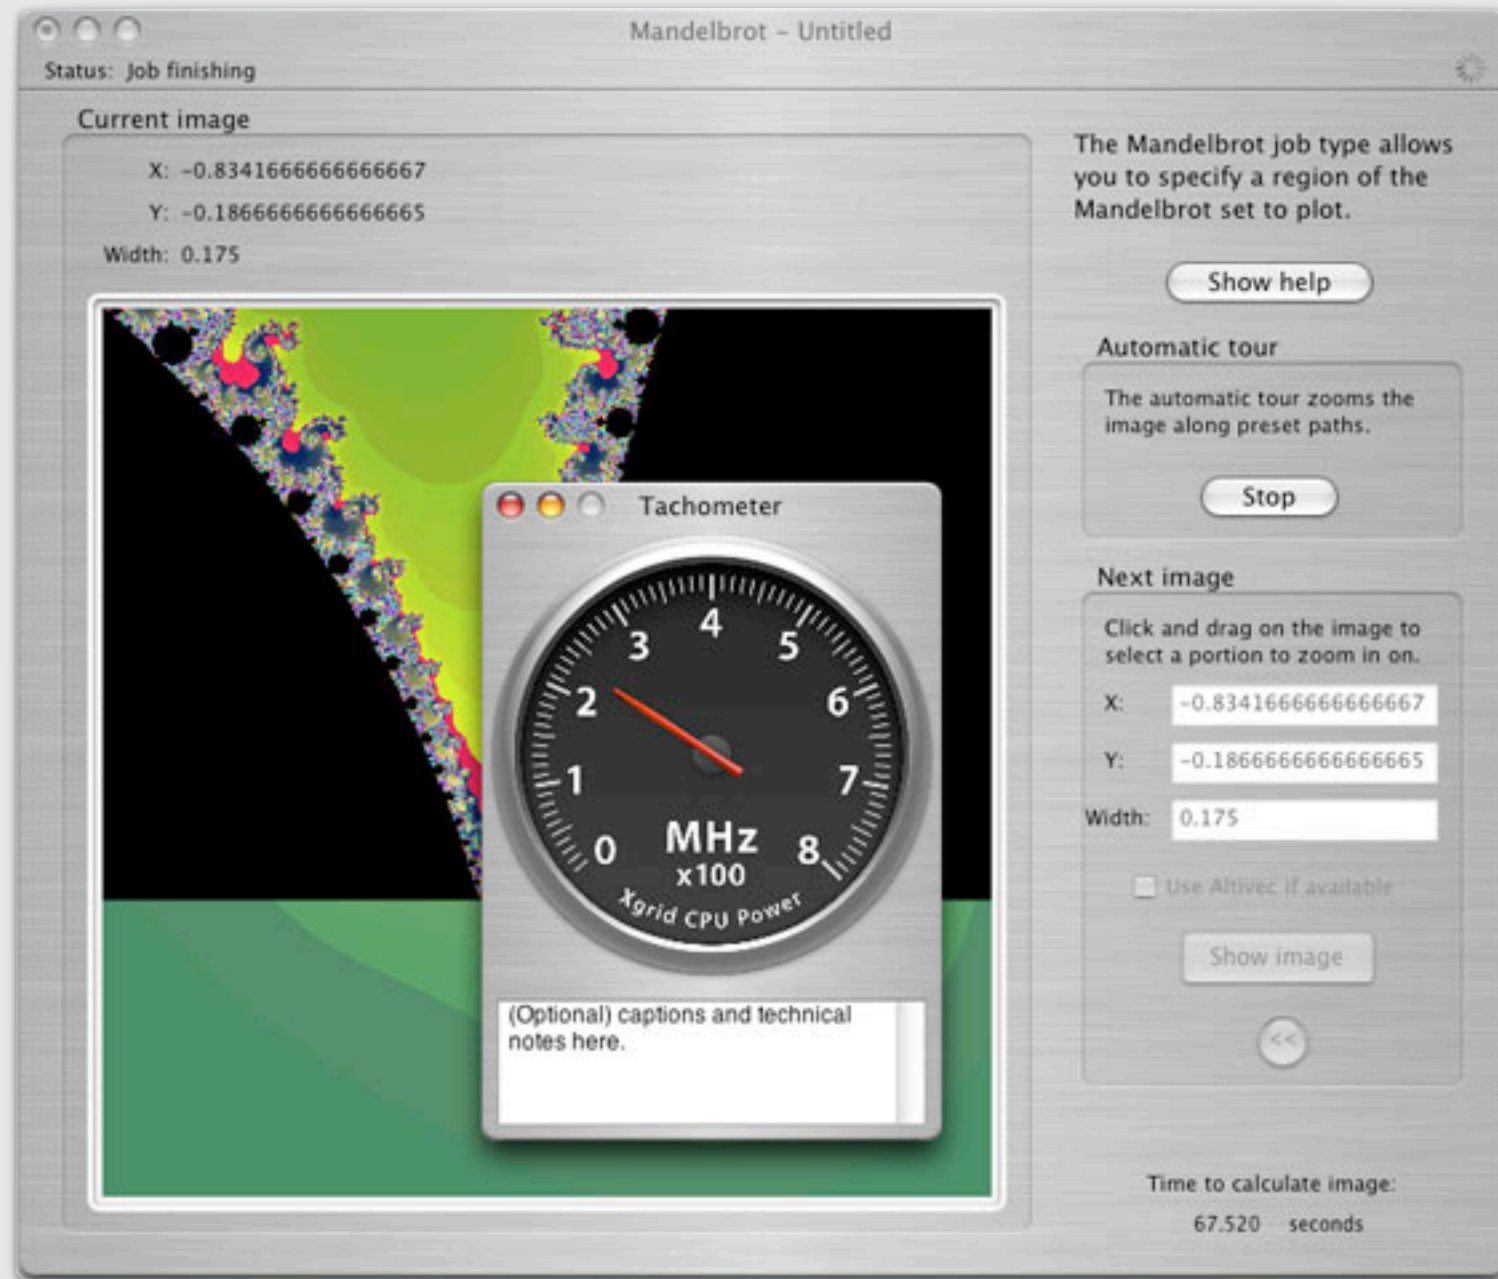 Mandelbrot – Untitled
Status: Job finishing
Current image
X: -0.8341666666666667
Y: -0.1866666666666665
Width: 0.175
The Mandelbrot job type allows
you to specify a region of the
Mandelbrot set to plot.
Show help
Automatic tour
The automatic tour zooms the
image along preset paths.
Stop
Next image
Click and drag on the image to
select a portion to zoom in on.
X: -0.8341666666666667
Y: -0.1866666666666665
Width: 0.175
Use Altivec if available
Show image
<<
Time to calculate image:
67.520 seconds
Tachometer
0 1 2 3 4 5 6 7 8
MHz
x100
Xgrid CPU Power
(Optional) captions and technical
notes here.